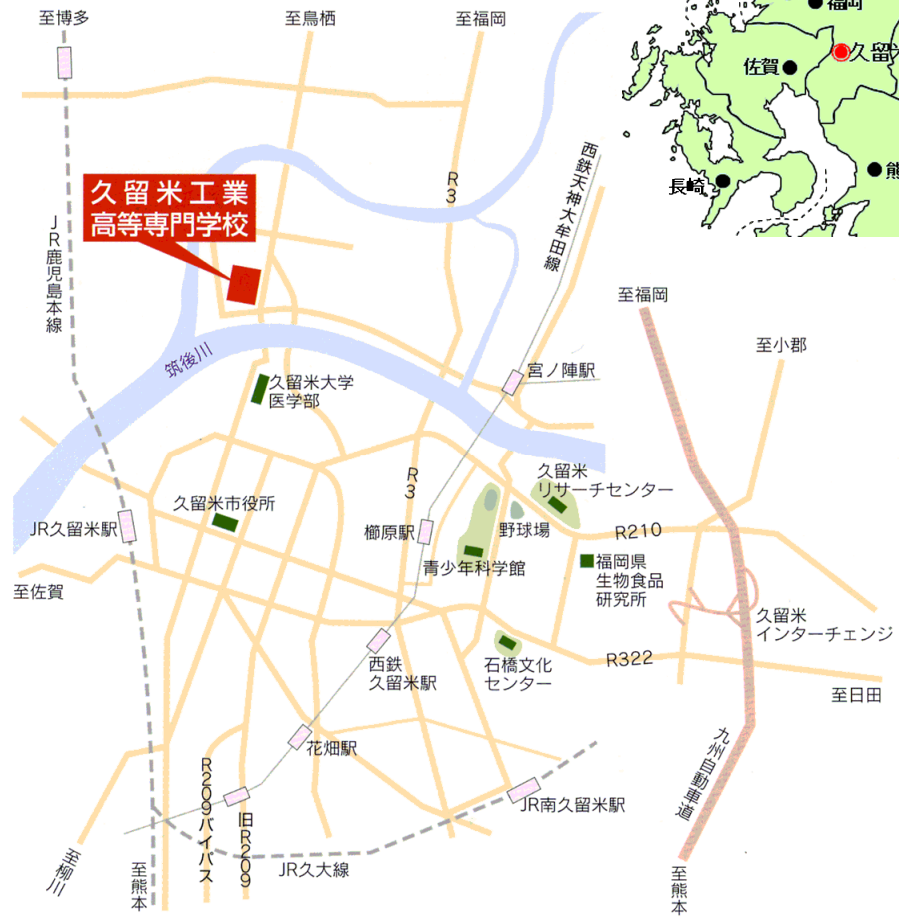 至博多
至鳥栖
至福岡
福岡
久留米
佐賀
長崎
熊
久留米工業
高等専門学校
R3
西鉄天神大牟田線
JR鹿児島本線
筑後川
至福岡
至小郡
宮ノ陣駅
久留米大学
医学部
R3
久留米
リサーチセンター
久留米市役所
JR久留米駅
櫛原駅
野球場
R210
青少年科学館
福岡県
生物食品
研究所
至佐賀
久留米
インターチェンジ
西鉄
久留米駅
石橋文化
センター
R322
至日田
花畑駅
九州自動車道
R209バイパス
旧R209
JR南久留米駅
JR久大線
至柳川
至熊本
至熊本